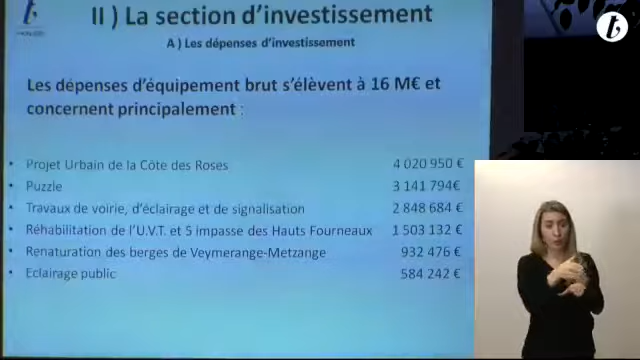 II ) La section d'investissement
A ) Les dépenses d'investissement
Les dépenses d'équipement brut s'élèvent à 16 M€ et
concernent principalement :
• Projet Urbain de la Côte des Roses 4 020 950 €
• Puzzle 3 141 794€
• Travaux de voirie, d'éclairage et de signalisation 2 848 684 €
• Réhabilitation de l'U.V.T. et 5 impasse des Hauts Fourneaux 1 503 132 €
• Renaturation des berges de Veymerange-Metzange 932 476 €
• Eclairage public 584 242 €